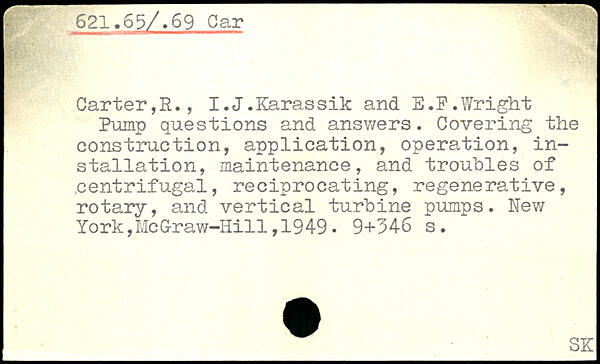 621.65/.69 Car
Carter,R., I.J.Karassik and E.F.Wright
Pump questions and answers. Covering the
construction, application, operation, in-
stallation, maintenance, and troubles of
centrifugal, reciprocating, regenerative,
rotary, and vertical turbine pumps. New
York,McGraw-Hill,1949. 9+346 s.
SK